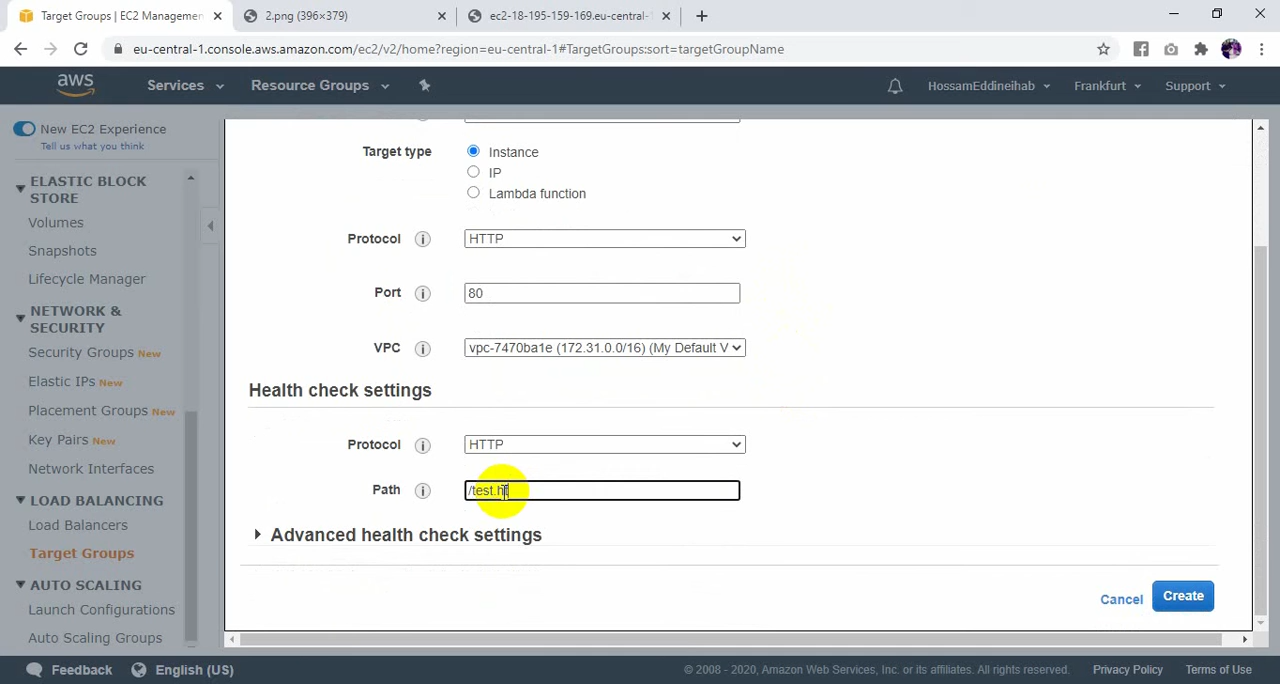 Target Groups | EC2 Managemen
2.png (396×379)
ec2-18-195-159-169.eu-central-1
eu-central-1.console.aws.amazon.com/ec2/v2/home?region=eu-central-1#TargetGroups:sort=targetGroupName
aws
Services
Resource Groups
HossamEddineihab
Frankfurt
Support
New EC2 Experience
Tell us what you think
ELASTIC BLOCK
STORE
Volumes
Snapshots
Lifecycle Manager
NETWORK &
SECURITY
Security Groups New
Elastic IPs New
Placement Groups New
Key Pairs New
Network Interfaces
LOAD BALANCING
Load Balancers
Target Groups
AUTO SCALING
Launch Configurations
Auto Scaling Groups
Target type
Instance
IP
Lambda function
Protocol
HTTP
Port
80
VPC
vpc-7470ba1e (172.31.0.0/16) (My Default V
Health check settings
Protocol
HTTP
Path
Advanced health check settings
Cancel
Create
Feedback
English (US)
© 2008 - 2020, Amazon Web Services, Inc. or its affiliates. All rights reserved.
Privacy Policy
Terms of Use